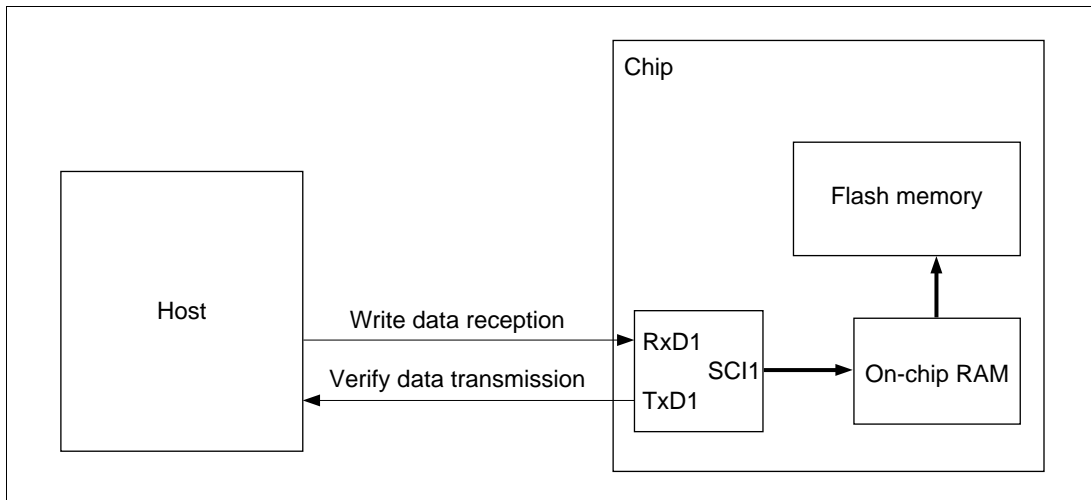 Chip
Flash memory
Host
Write data reception
RxD1
SCI1
On-chip RAM
Verify data transmission
TxD1